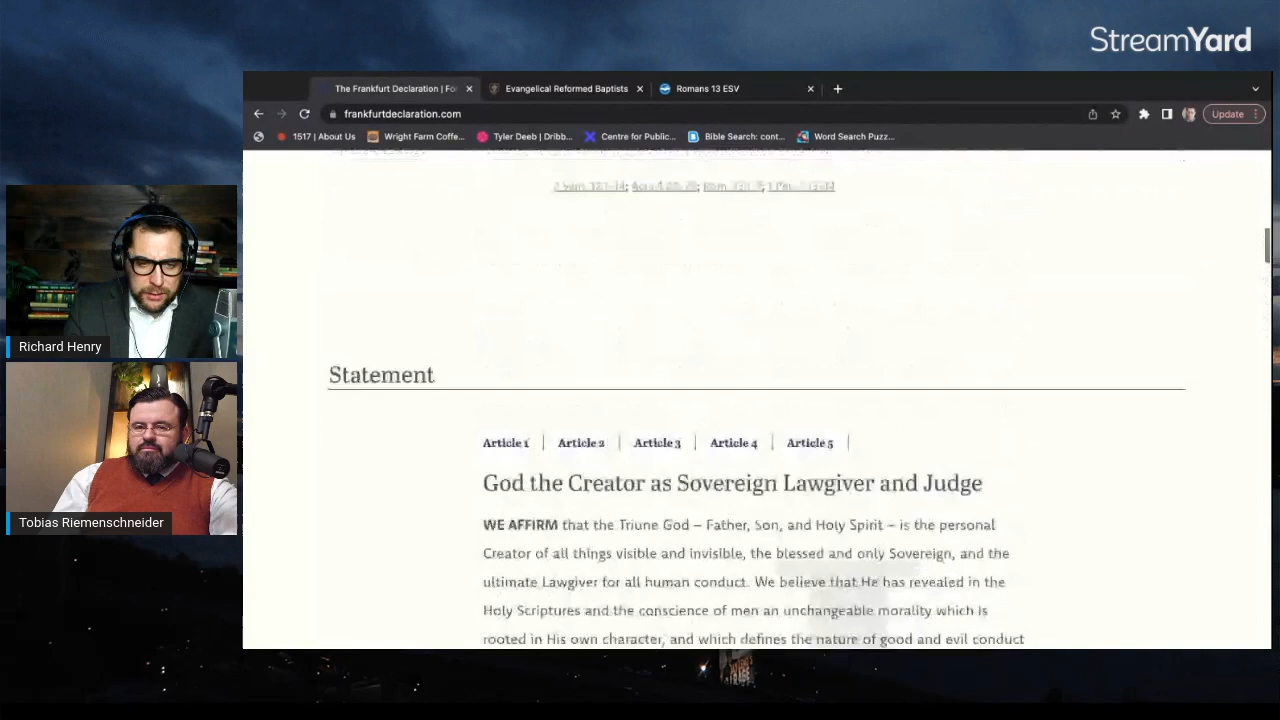 StreamYard
The Frankfurt Declaration | For
Evangelical Reformed Baptists
Romans 13 ESV
frankfurtdeclaration.com
Update
1517 | About Us
Wright Farm Coffe...
Tyler Deeb | Dribb...
Centre for Public...
Bible Search: cont...
Word Search Puzz...
Statement
Article 1 | Article 2 | Article 3 | Article 4 | Article 5 |
God the Creator as Sovereign Lawgiver and Judge
WE AFFIRM that the Triune God – Father, Son, and Holy Spirit – is the personal
Creator of all things visible and invisible, the blessed and only Sovereign, and the
ultimate Lawgiver for all human conduct. We believe that He has revealed in the
Holy Scriptures and the conscience of men an unchangeable morality which is
rooted in His own character, and which defines the nature of good and evil conduct
Richard Henry
Tobias Riemenschneider